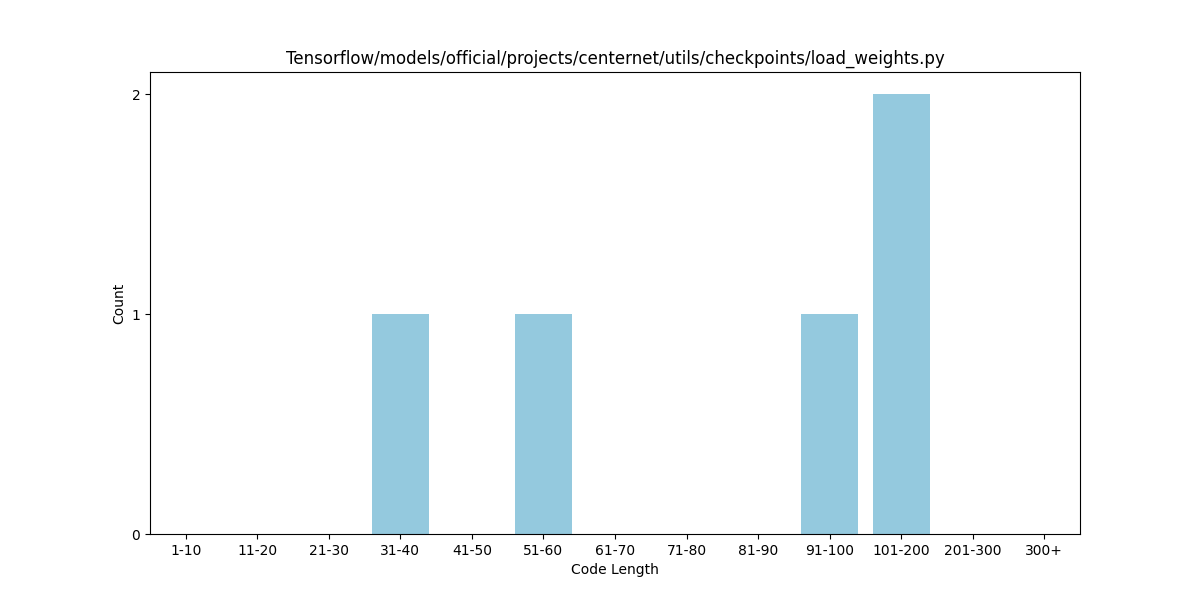 Tensorflow/models/official/projects/centernet/utils/checkpoints/load_weights.py
2
1
0
Count
1-10 11-20 21-30 31-40 41-50 51-60 61-70 71-80 81-90 91-100 101-200 201-300 300+
Code Length